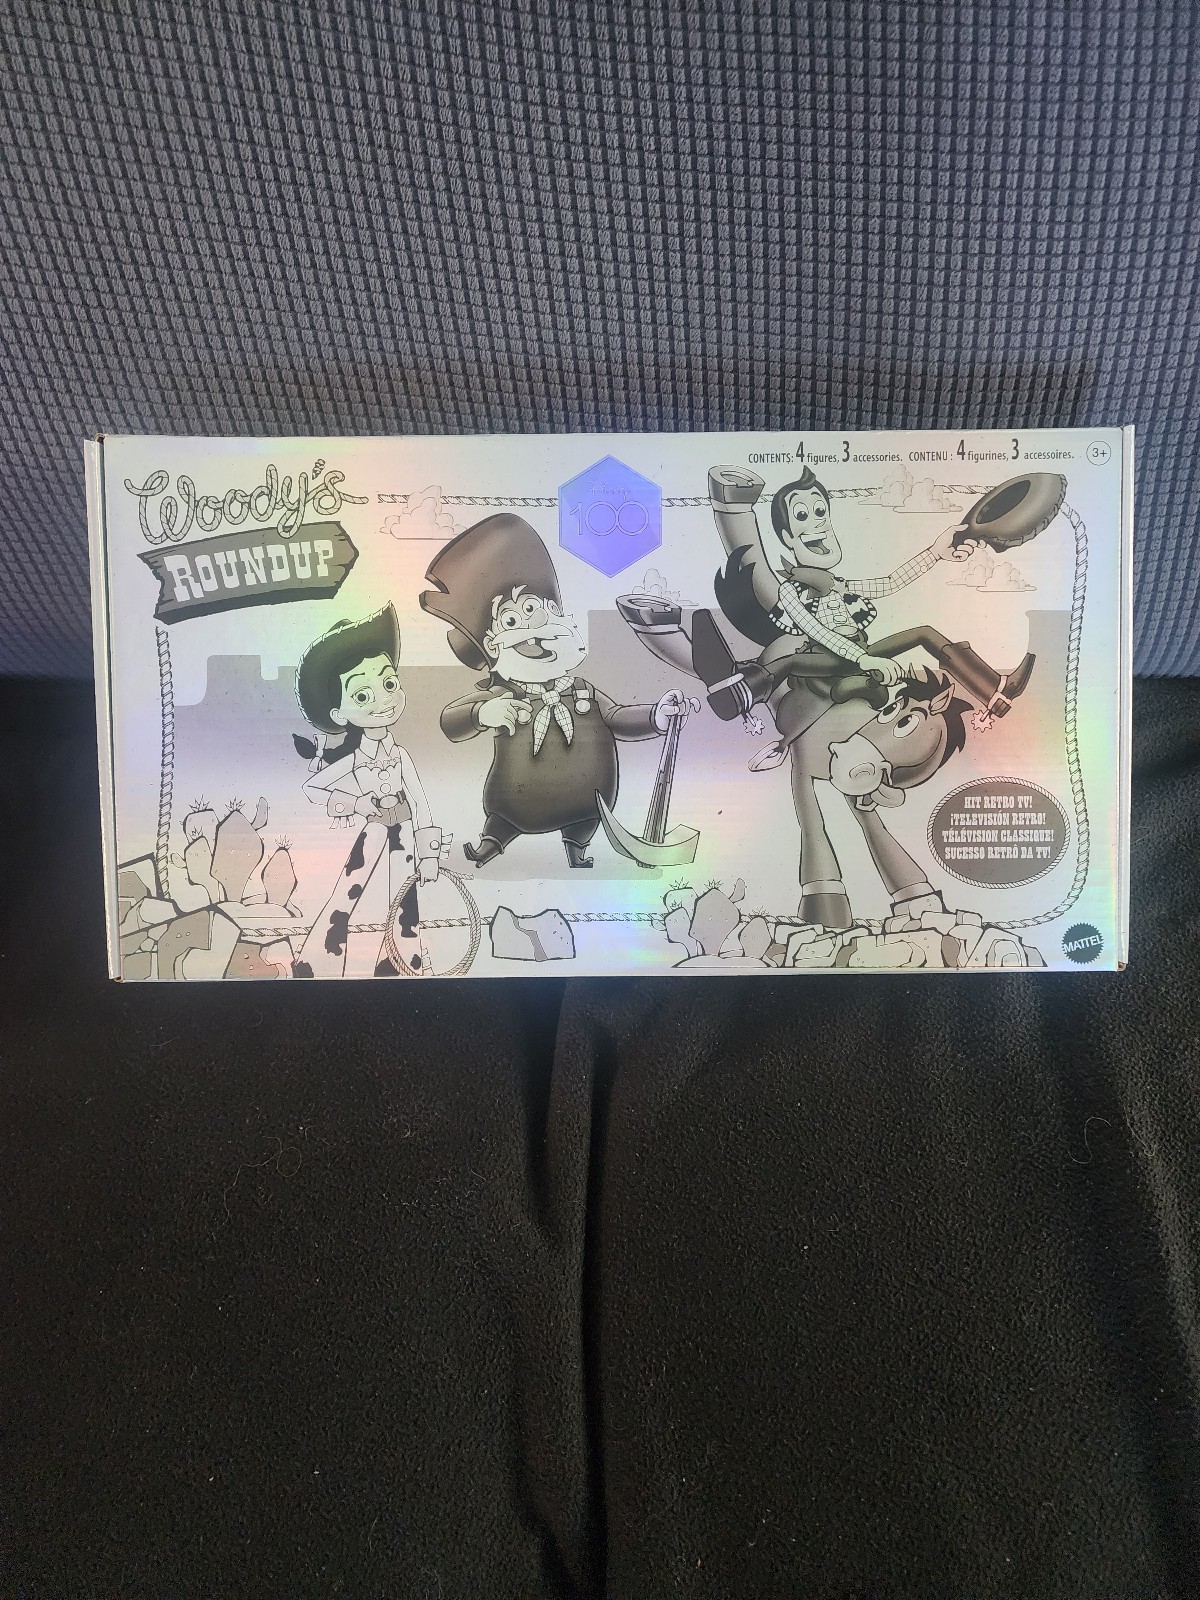 CONTENTS: 4 figures, 3 accessories. CONTENU : 4 figurines, 3 accessoires. 3+
Woody's
ROUNDUP
Disney
100
HIT RETRO TV!
¡TELEVISIÓN RETRO!
TÉLÉVISION CLASSIQUE!
SUCESSO RETRÔ DA TV!
MATTEL